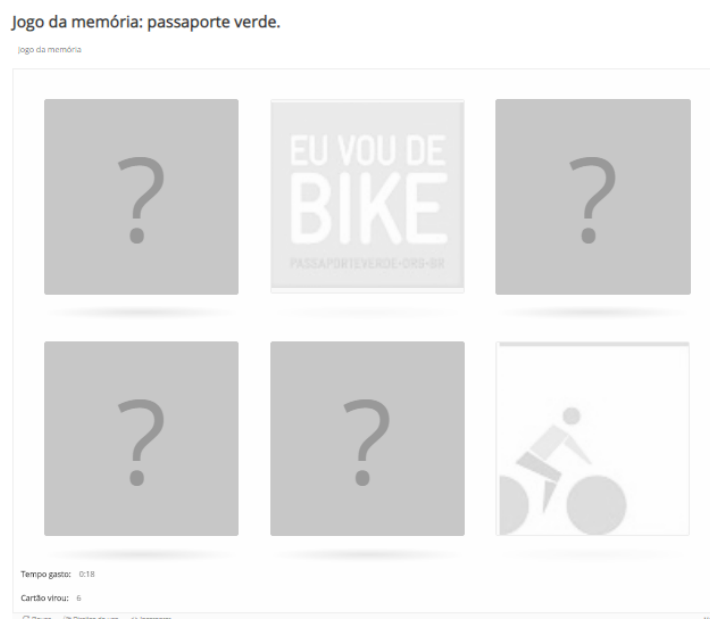 Jogo da memória: passaporte verde.
Jogo da memória
?
EU VOU DE
BIKE
PASSAPORTEVERDE-ORG-BR
?
?
?
Tempo gasto: 0:18
Cartão virou: 6